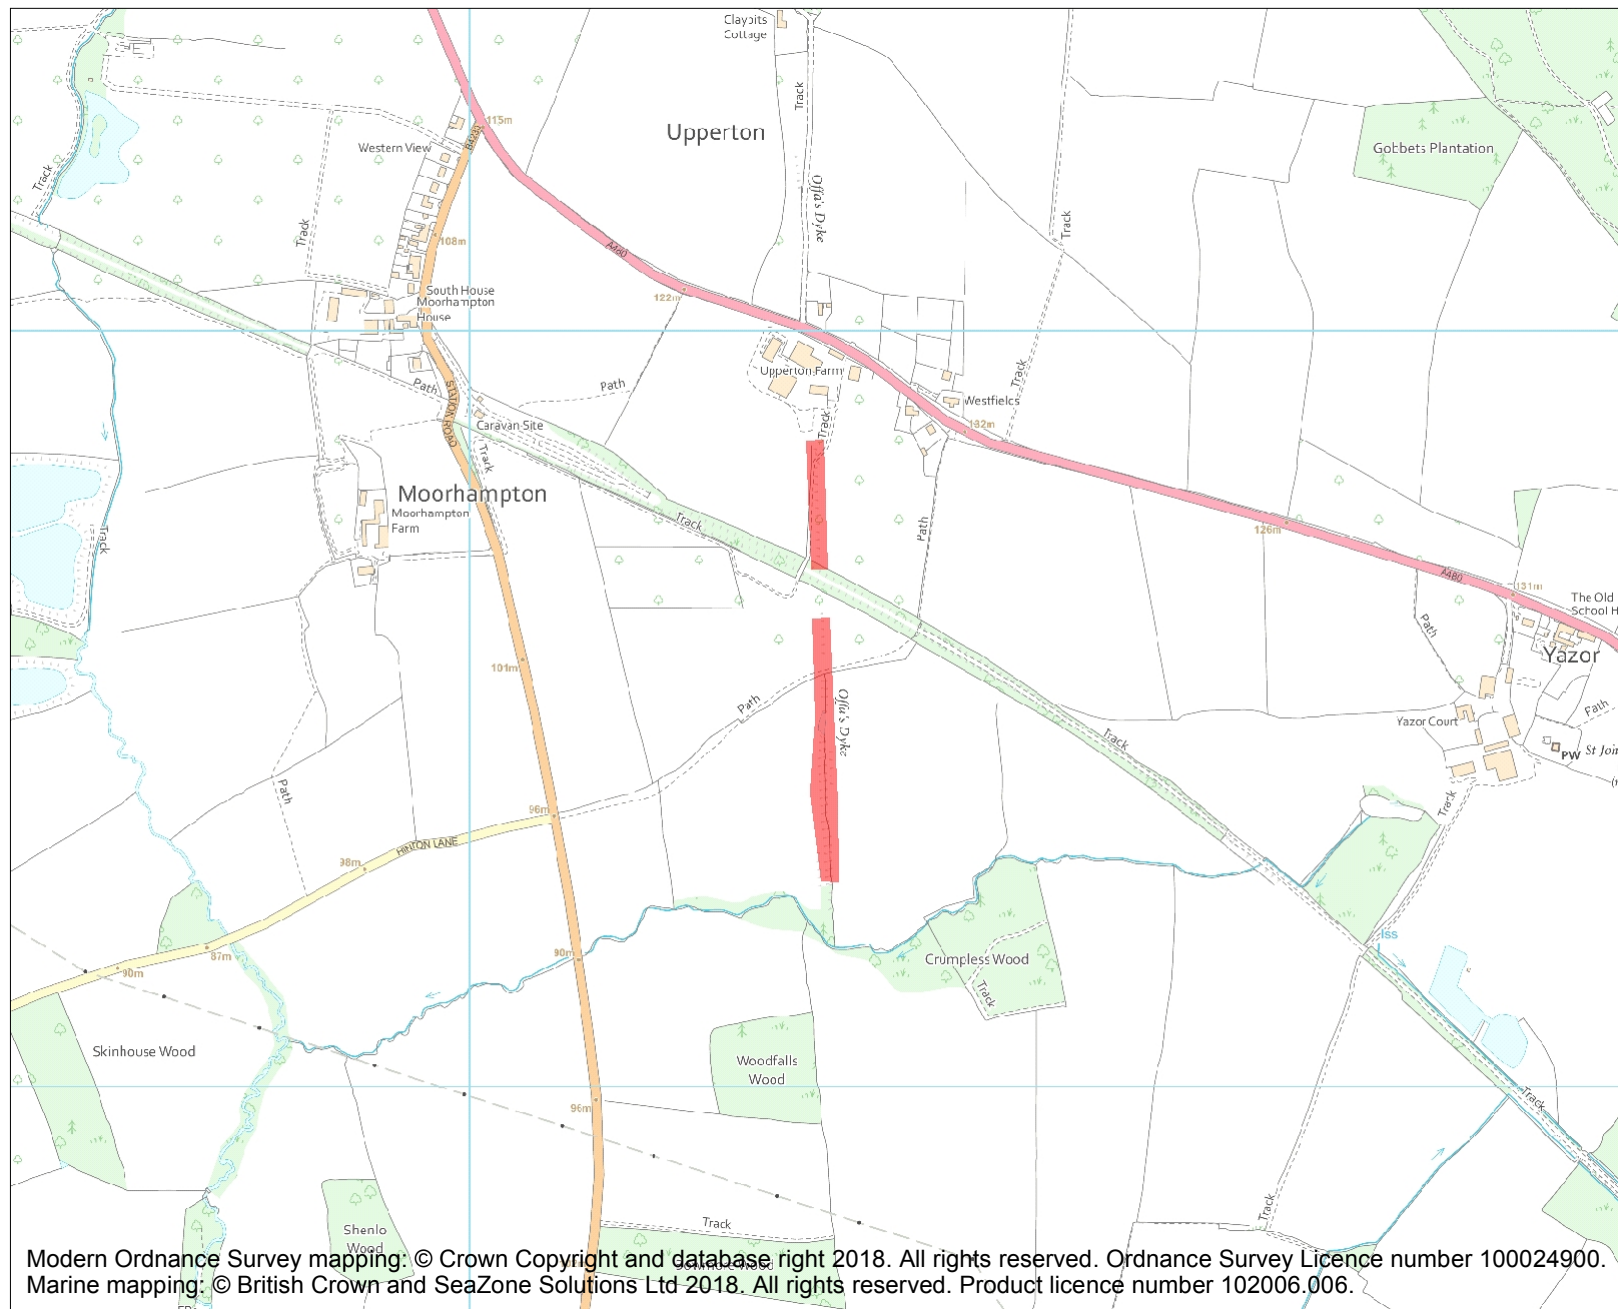 Claypits
Cottage
Track
Upperton
115m
B4230
Western View
Gobbets Plantation
Track
Offa's Dyke
Track
Track
108m
A480
South House
Moorhampton
House
122m
Upperton Farm
Track
Path
Path
Westfields
STATION ROAD
Caravan Site
Track
132m
Track
Moorhampton
Moorhampton
Farm
Track
Track
Path
126m
A480
131m
The Old
School H
Path
Yazor
101m
Path
Offa's Dyke
Track
Yazor Court
Path
PW
St Joh
Path
Track
96m
HINTON LANE
98m
Iss
90m
87m
90m
Crumpless Wood
Track
Skinhouse Wood
Woodfalls
Wood
Track
96m
Track
Track
Shenlo
Wood
Modern Ordnance Survey mapping: © Crown Copyright and database right 2018. All rights reserved. Ordnance Survey Licence number 100024900.
Marine mapping: © British Crown and SeaZone Solutions Ltd 2018. All rights reserved. Product licence number 102006.006.